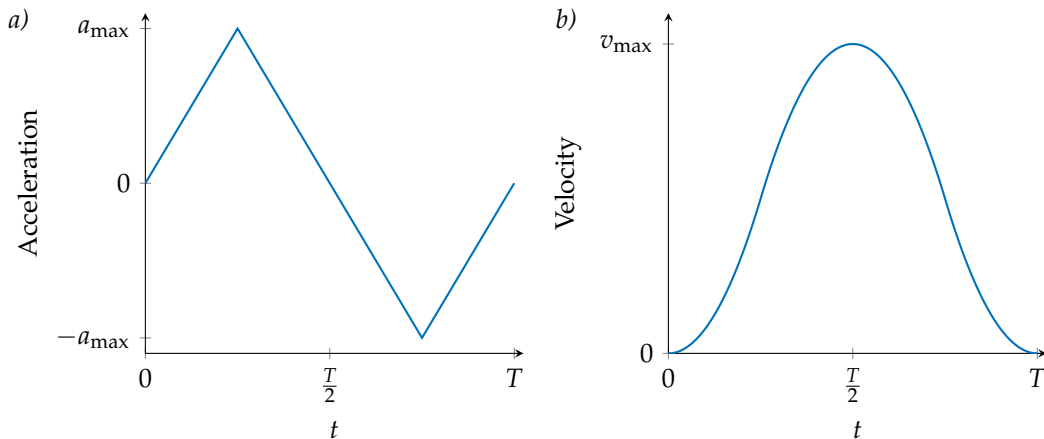 a)
a_max
0
−a_max
Acceleration
0
T/2
T
t
b)
v_max
0
Velocity
0
T/2
T
t